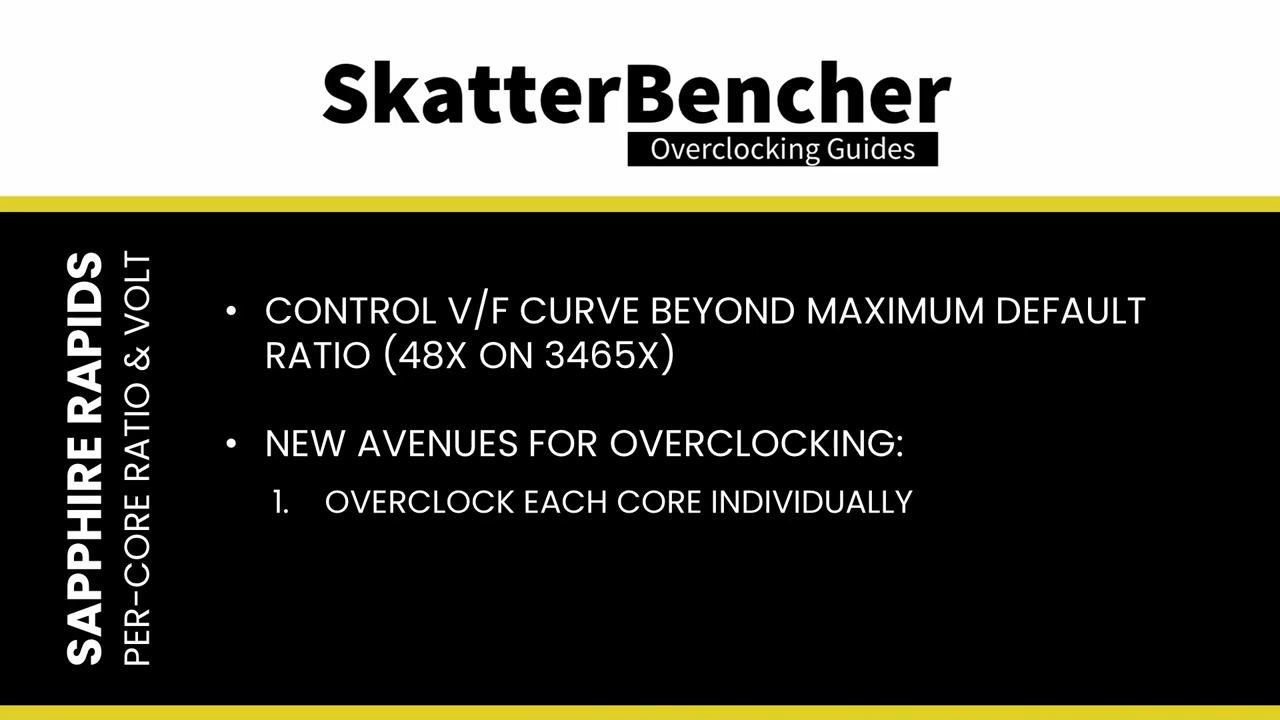 SkatterBencher
Overclocking Guides
SAPPHIRE RAPIDS
PER-CORE RATIO & VOLT
• CONTROL V/F CURVE BEYOND MAXIMUM DEFAULT
RATIO (48X ON 3465X)
• NEW AVENUES FOR OVERCLOCKING:
1. OVERCLOCK EACH CORE INDIVIDUALLY